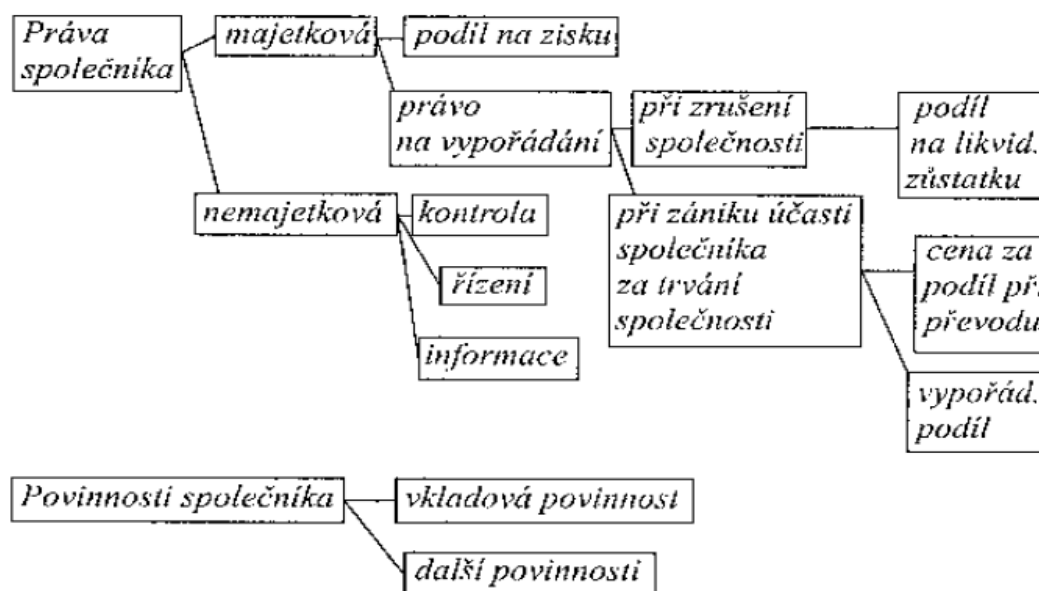 Práva
společníka
majetková
podíl na zisku
právo
na vypořádání
při zrušení
společnosti
podíl
na likvid.
zůstatku
nemajetková
kontrola
řízení
informace
při zániku účasti
společníka
za trvání
společnosti
cena za
podíl při
převodu
vypořád.
podíl
Povinnosti společníka
vkladová povinnost
další povinnosti